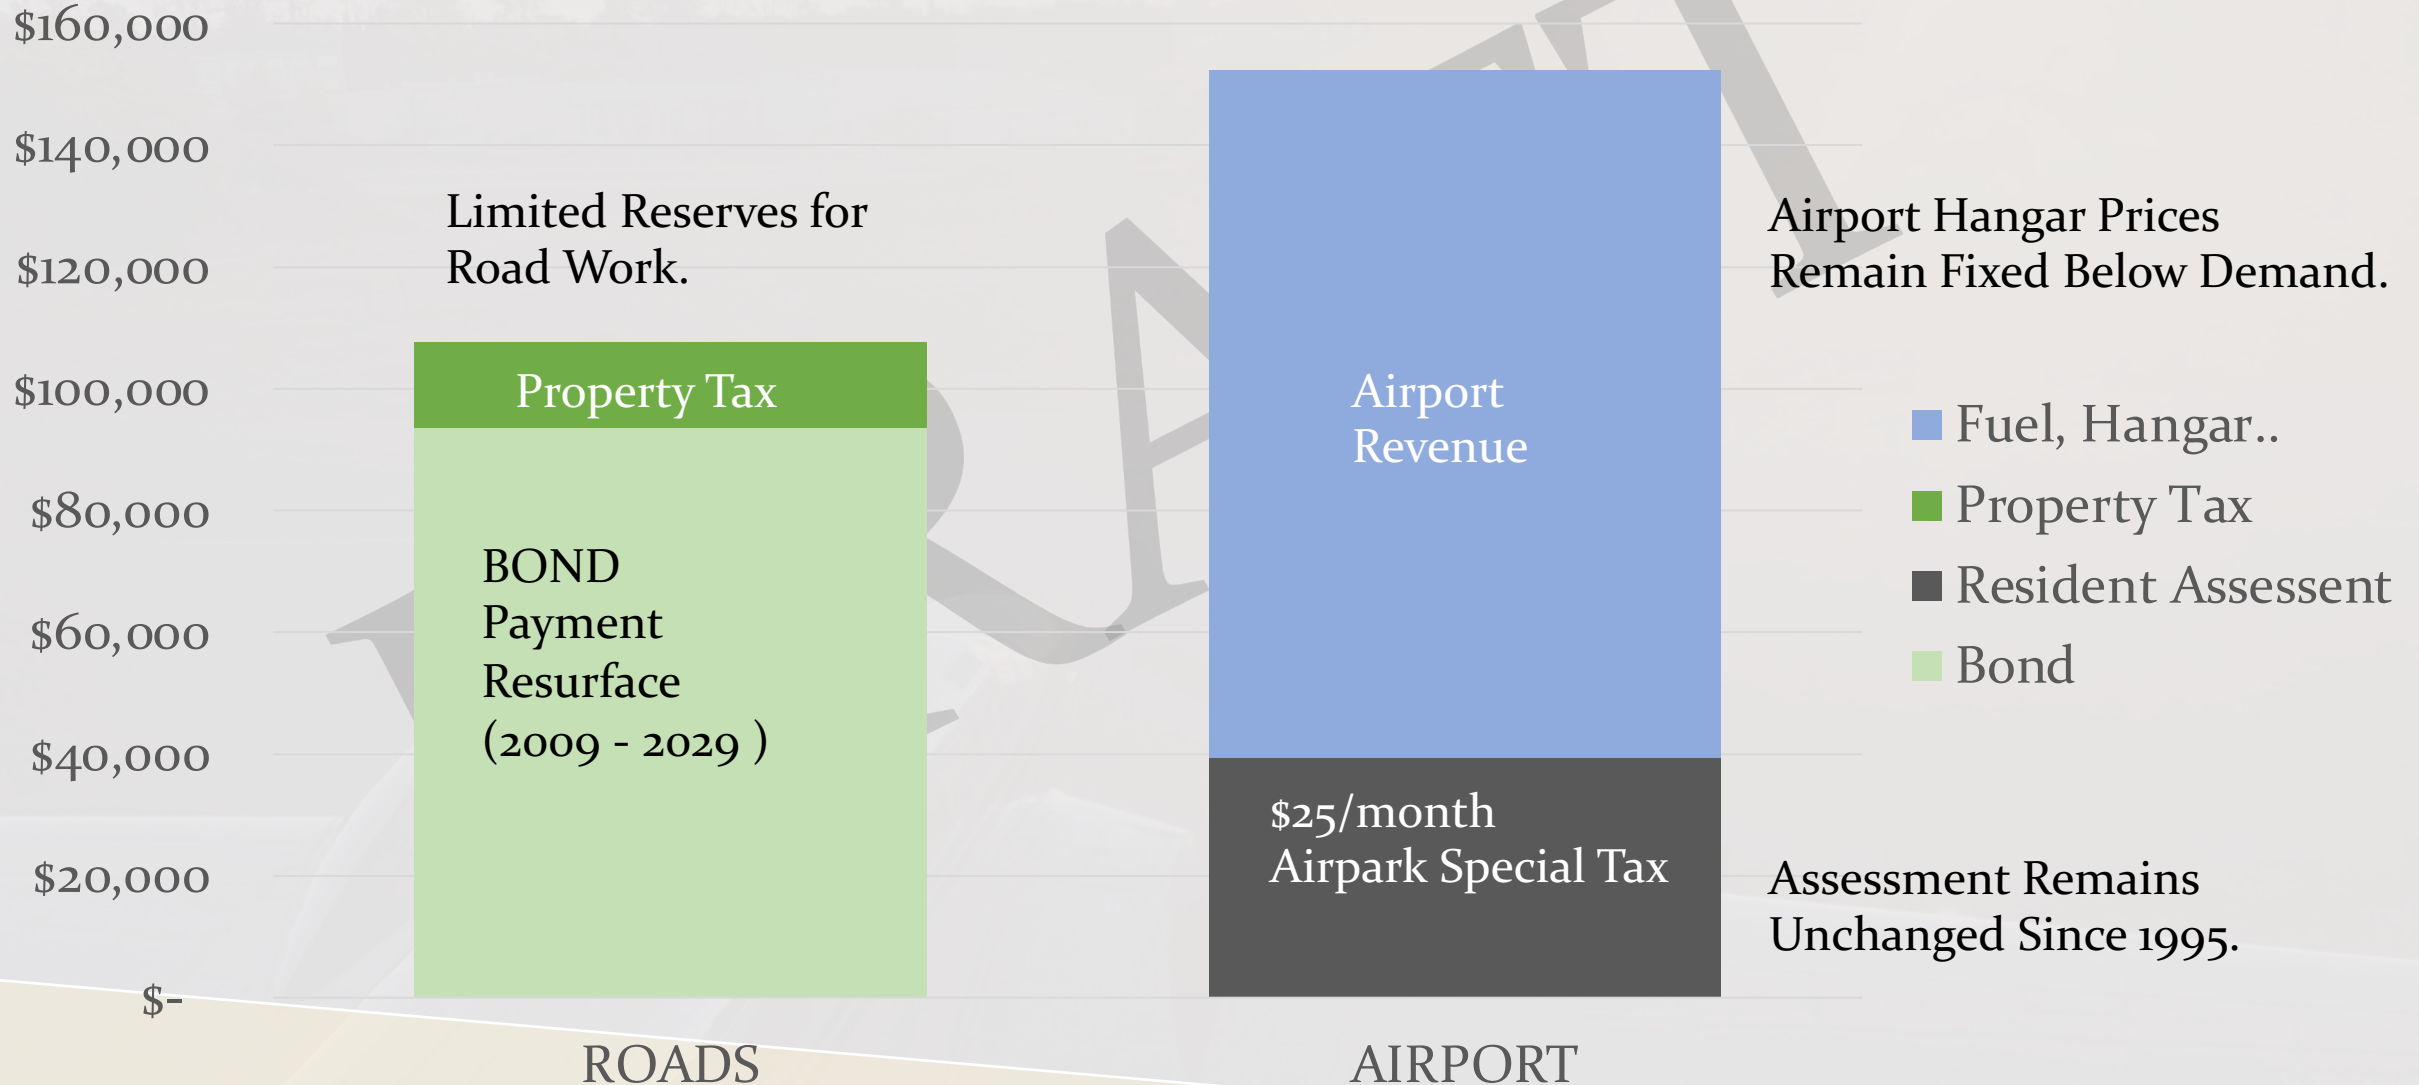 $160,000
$140,000
$120,000
$100,000
$80,000
$60,000
$40,000
$20,000
$-
Limited Reserves for
Road Work.
Property Tax
BOND
Payment
Resurface
(2009 - 2029 )
ROADS
Airport
Revenue
$25/month
Airpark Special Tax
AIRPORT
Airport Hangar Prices
Remain Fixed Below Demand.
Fuel, Hangar..
Property Tax
Resident Assessent
Bond
Assessment Remains
Unchanged Since 1995.
DRAFT